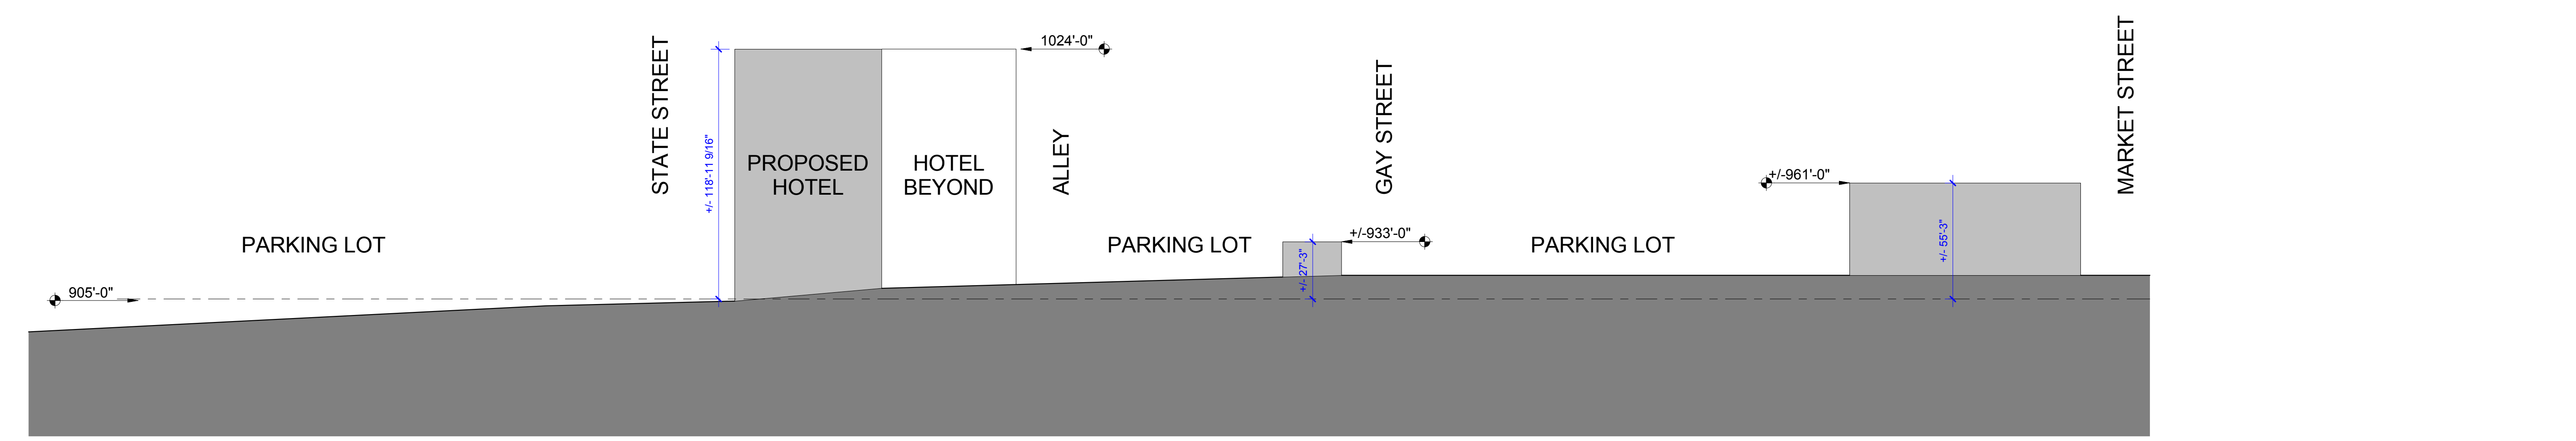 STATE STREET
1024'-0"
ALLEY
GAY STREET
MARKET STREET
+/- 118'-11 9/16"
PROPOSED
HOTEL
HOTEL
BEYOND
+/-961'-0"
PARKING LOT
PARKING LOT
+/-933'-0"
PARKING LOT
+/- 27'-3"
+/- 55'-3"
905'-0"